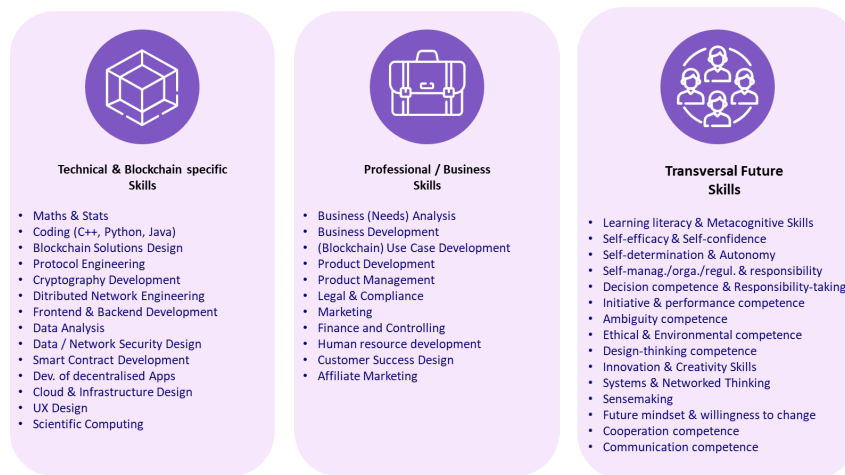 Technical & Blockchain specific
Skills
• Maths & Stats
• Coding (C++, Python, Java)
• Blockchain Solutions Design
• Protocol Engineering
• Cryptography Development
• Ditributed Network Engineering
• Frontend & Backend Development
• Data Analysis
• Data / Network Security Design
• Smart Contract Development
• Dev. of decentralised Apps
• Cloud & Infrastructure Design
• UX Design
• Scientific Computing
Professional / Business
Skills
• Business (Needs) Analysis
• Business Development
• (Blockchain) Use Case Development
• Product Development
• Product Management
• Legal & Compliance
• Marketing
• Finance and Controlling
• Human resource development
• Customer Success Design
• Affiliate Marketing
Transversal Future
Skills
• Learning literacy & Metacognitive Skills
• Self-efficacy & Self-confidence
• Self-determination & Autonomy
• Self-manag./orga./regul. & responsibility
• Decision competence & Responsibility-taking
• Initiative & performance competence
• Ambiguity competence
• Ethical & Environmental competence
• Design-thinking competence
• Innovation & Creativity Skills
• Systems & Networked Thinking
• Sensemaking
• Future mindset & willingness to change
• Cooperation competence
• Communication competence